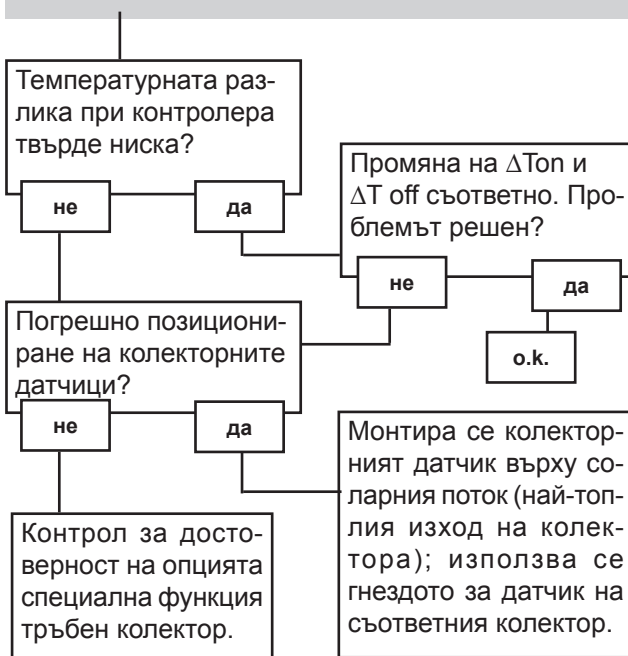 Температурната раз-
лика при контролера
твърде ниска?
не
да
Промяна на ΔTon и
ΔT off съответно. Про-
блемът решен?
не
да
o.k.
Погрешно позициони-
ране на колекторните
датчици?
не
да
Монтира се колектор-
ният датчик върху со-
ларния поток (най-топ-
лия изход на колек-
тора); използва се
гнездото за датчик на
съответния колектор.
Контрол за досто-
верност на опцията
специална функция
тръбен колектор.